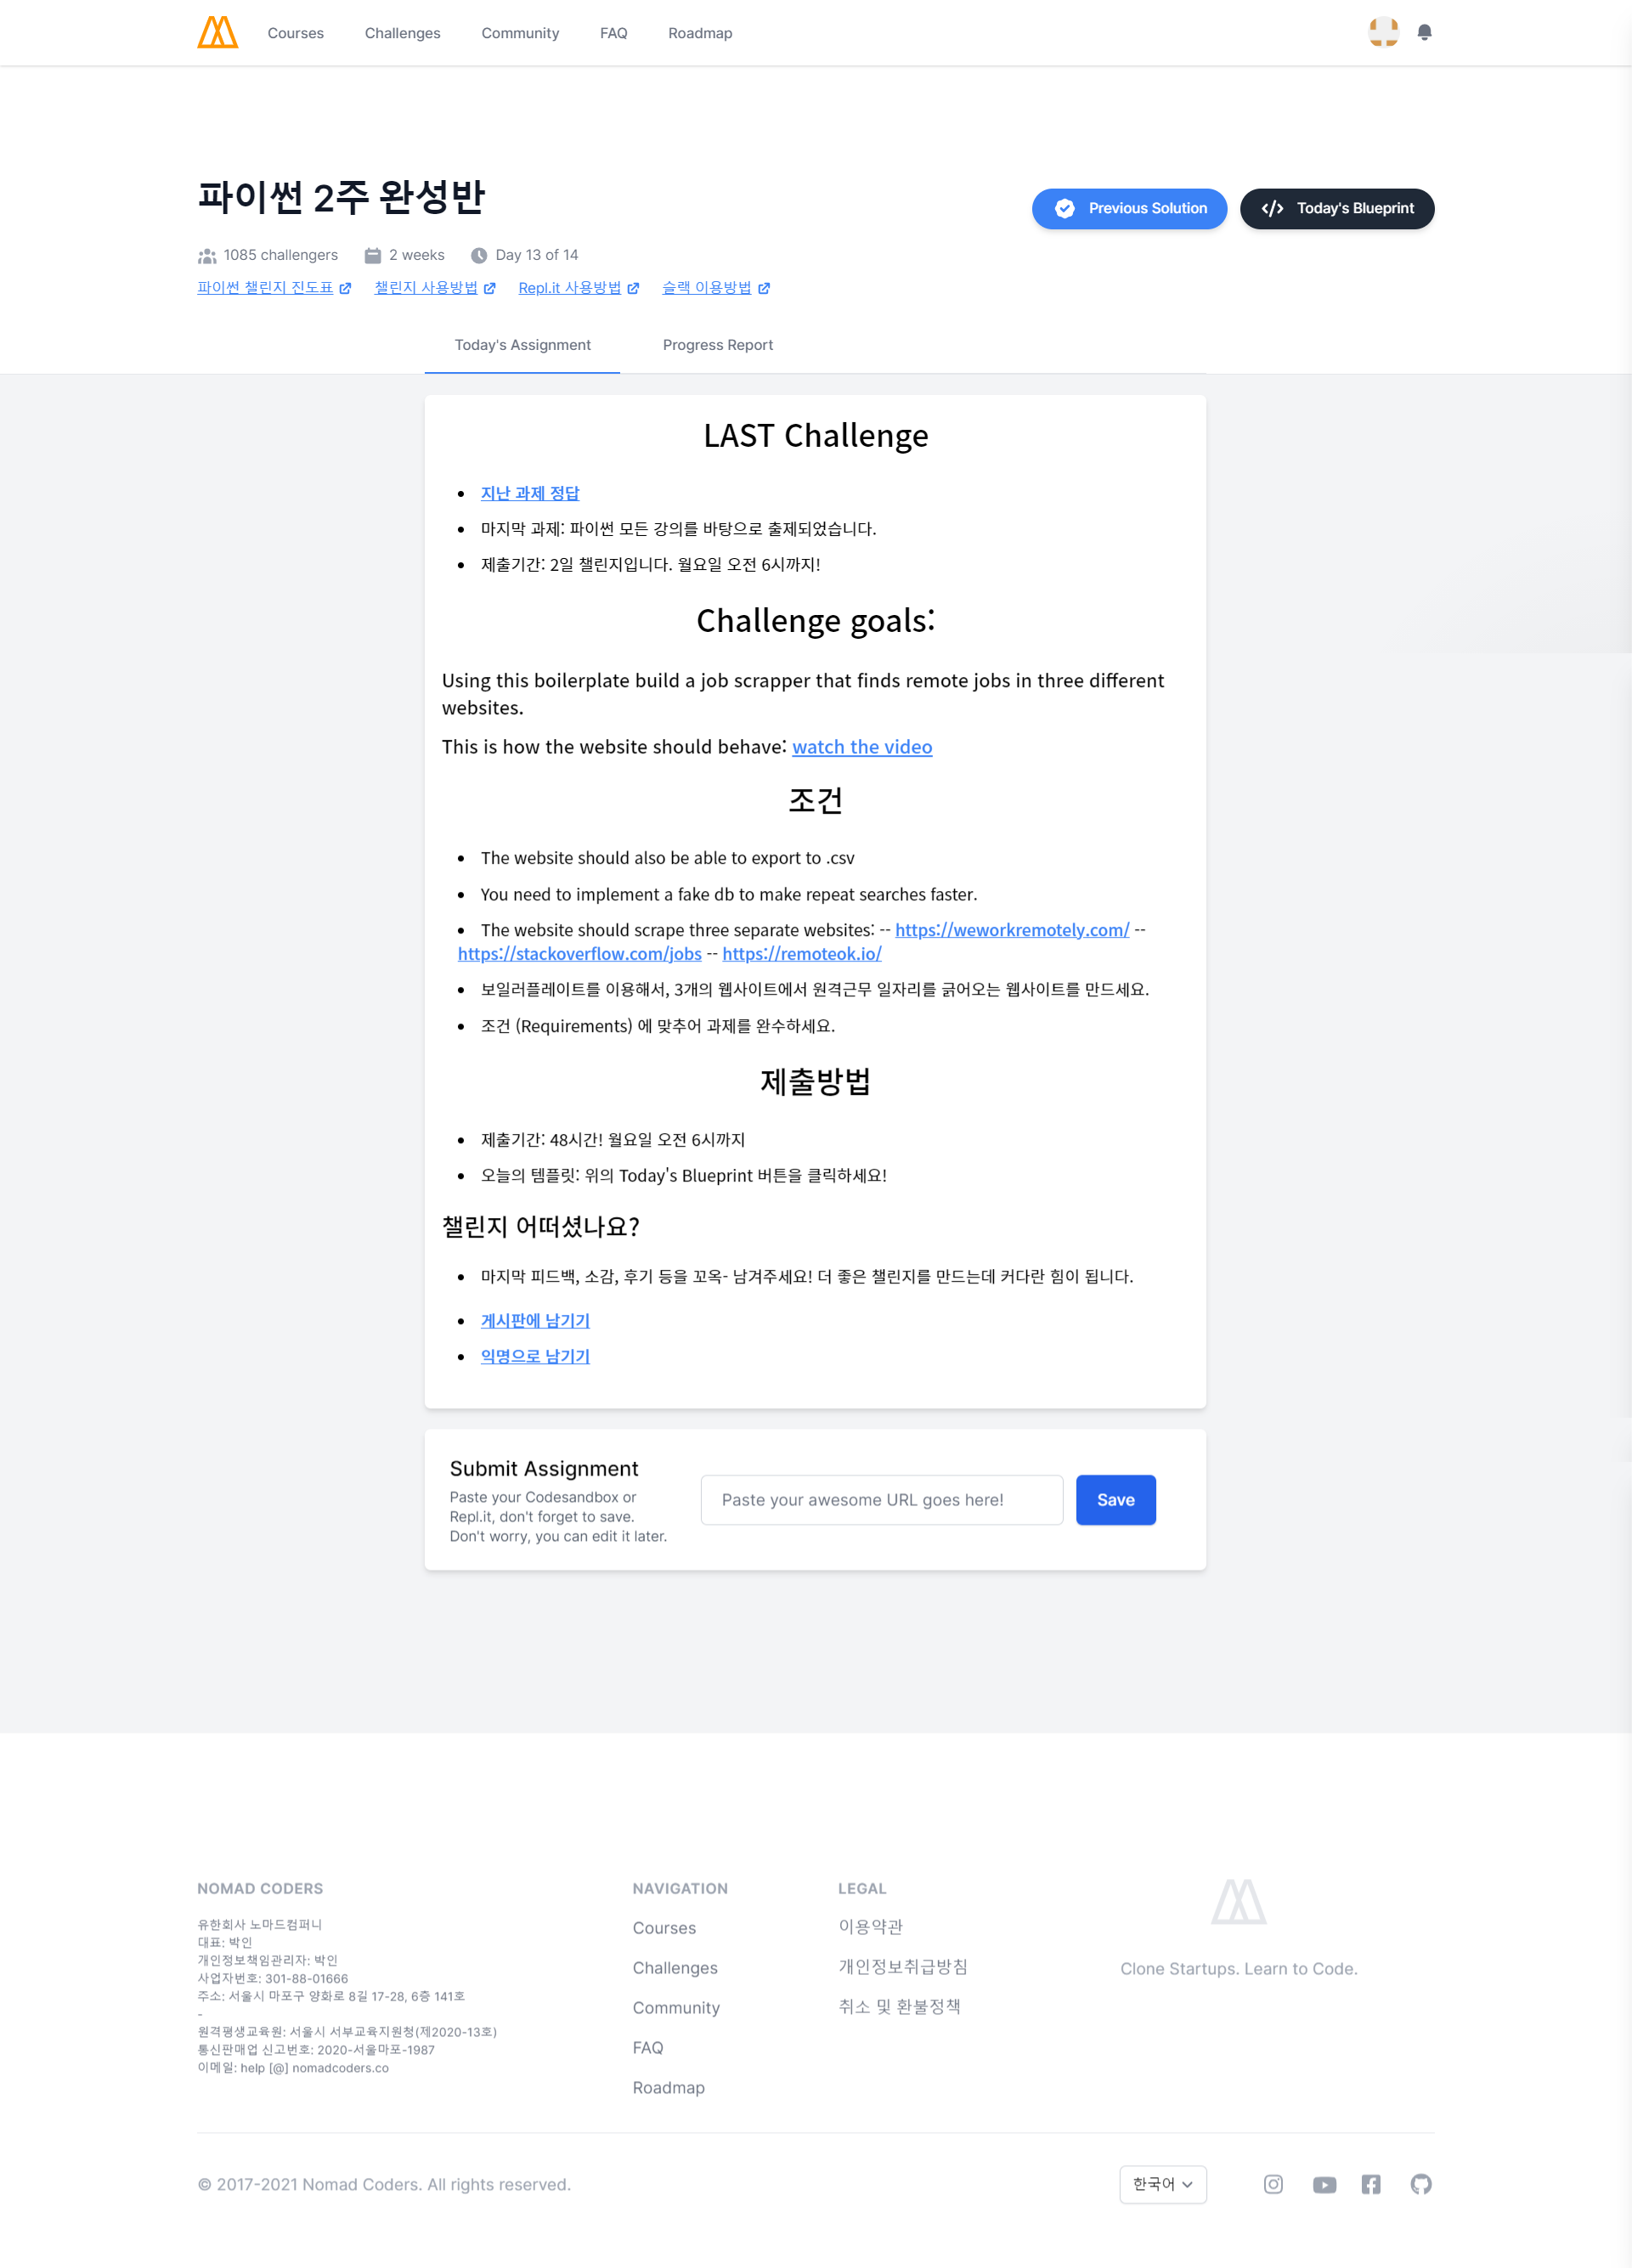 Courses Challenges Community FAQ Roadmap
파이썬 2주 완성반
Previous Solution
Today's Blueprint
1085 challengers 2 weeks Day 13 of 14
파이썬 챌린지 진도표 챌린지 사용방법 Repl.it 사용방법 슬랙 이용방법
Today's Assignment Progress Report
LAST Challenge
지난 과제 정답
마지막 과제: 파이썬 모든 강의를 바탕으로 출제되었습니다.
제출기간: 2일 챌린지입니다. 월요일 오전 6시까지!
Challenge goals:
Using this boilerplate build a job scrapper that finds remote jobs in three different
websites.
This is how the website should behave: watch the video
조건
The website should also be able to export to .csv
You need to implement a fake db to make repeat searches faster.
The website should scrape three separate websites: -- https://weworkremotely.com/ --
https://stackoverflow.com/jobs -- https://remoteok.io/
보일러플레이트를 이용해서, 3개의 웹사이트에서 원격근무 일자리를 긁어오는 웹사이트를 만드세요.
조건 (Requirements) 에 맞추어 과제를 완수하세요.
제출방법
제출기간: 48시간! 월요일 오전 6시까지
오늘의 템플릿: 위의 Today's Blueprint 버튼을 클릭하세요!
챌린지 어떠셨나요?
마지막 피드백, 소감, 후기 등을 꼬옥- 남겨주세요! 더 좋은 챌린지를 만드는데 커다란 힘이 됩니다.
게시판에 남기기
익명으로 남기기
Submit Assignment
Paste your Codesandbox or
Repl.it, don't forget to save.
Don't worry, you can edit it later.
Paste your awesome URL goes here!
Save
NOMAD CODERS
유한회사 노마드컴퍼니
대표: 박인
개인정보책임관리자: 박인
사업자번호: 301-88-01666
주소: 서울시 마포구 양화로 8길 17-28, 6층 141호
-
원격평생교육원: 서울시 서부교육지원청(제2020-13호)
통신판매업 신고번호: 2020-서울마포-1987
이메일: help [@] nomadcoders.co
NAVIGATION
Courses
Challenges
Community
FAQ
Roadmap
LEGAL
이용약관
개인정보취급방침
취소 및 환불정책
Clone Startups. Learn to Code.
© 2017-2021 Nomad Coders. All rights reserved.
한국어